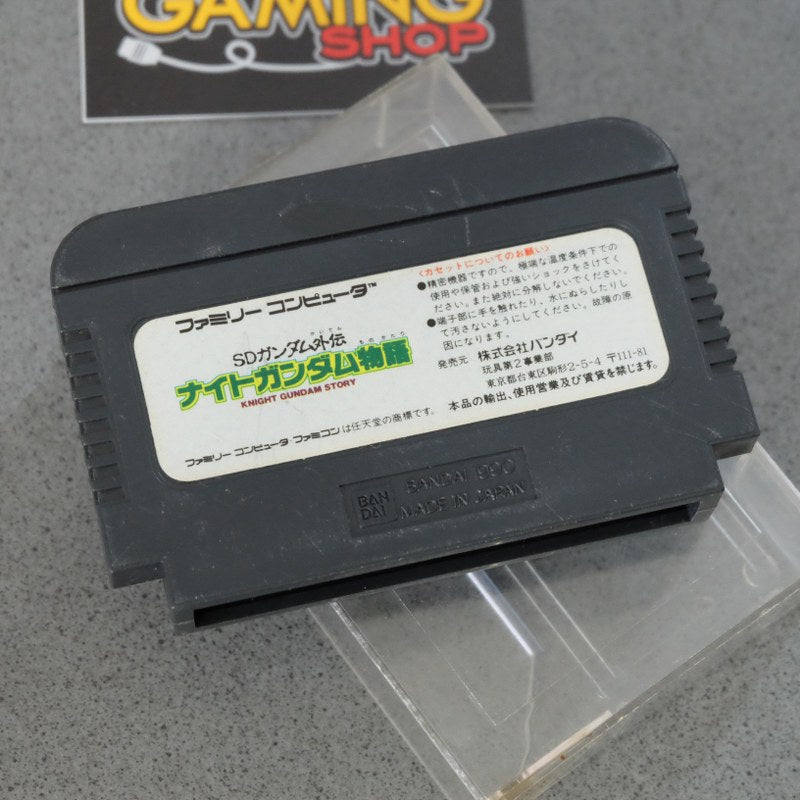 GAMING
SHOP
ファミリー コンピュータ™
SDガンダム外伝
がいでん
ものがたり
ナイトガンダム物語
KNIGHT GUNDAM STORY
ファミリー コンピュータ・ファミコンは任天堂の商標です。
<カセットについてのお願い>
●精密機器ですので、極端な温度条件下での
使用や保管および強いショックをさけてく
ださい。また絶対に分解しないでください。
●端子部に手を触れたり、水にぬらしたりし
て汚さないようにしてください。故障の原
因になります。
発売元 株式会社バンダイ
玩具第2事業部
東京都台東区駒形2-5-4 〒111-81
本品の輸出、使用営業及び賃貸を禁じます。
BAN
DAI
BANDAI 990
MADE IN JAPAN